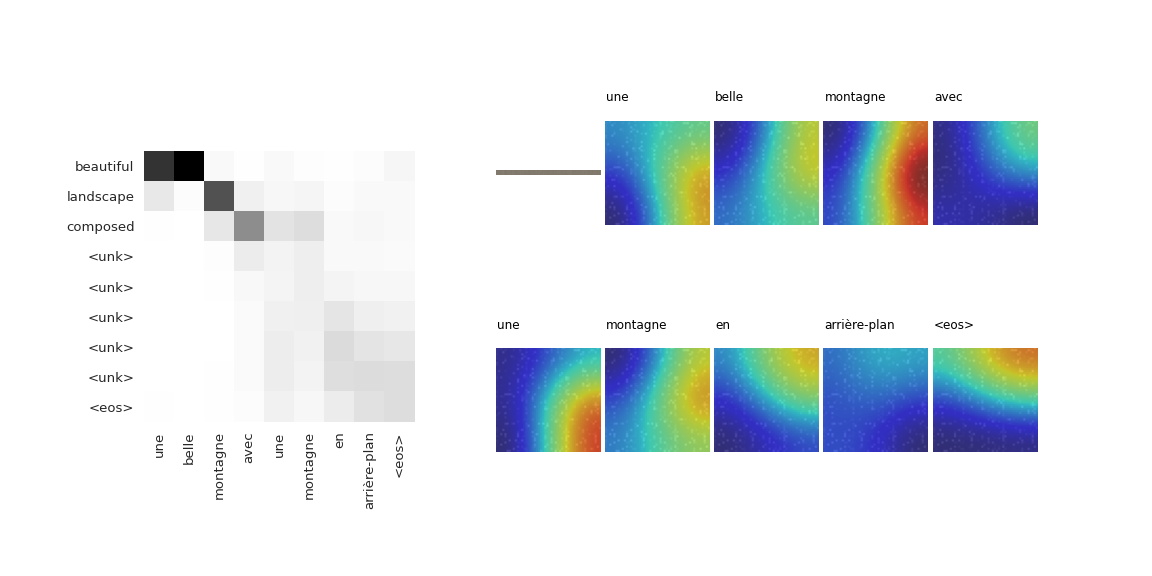 beautiful
landscape
composed
<unk>
<unk>
<unk>
<unk>
<unk>
<eos>
une belle montagne avec une montagne en arrière-plan <eos>
une belle montagne avec
une montagne en arrière-plan <eos>